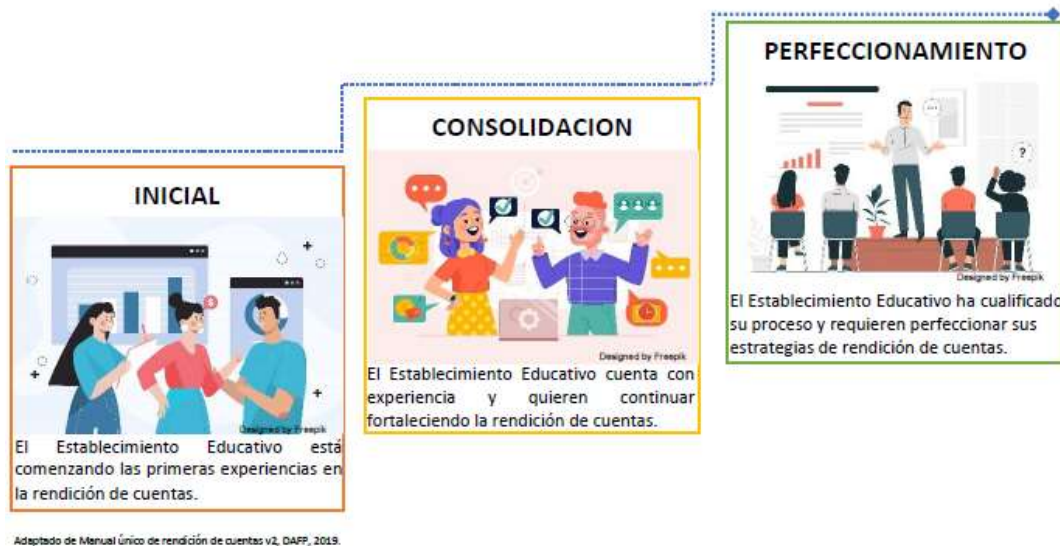 INICIAL
Designed by Freepik
El Establecimiento Educativo está
comenzando las primeras experiencias en
la rendición de cuentas.
CONSOLIDACION
Designed by Freepik
El Establecimiento Educativo cuenta con
experiencia y quieren continuar
fortaleciendo la rendición de cuentas.
PERFECCIONAMIENTO
?
Designed by Freepik
El Establecimiento Educativo ha cualificado
su proceso y requieren perfeccionar sus
estrategias de rendición de cuentas.
Adaptado de Manual único de rendición de cuentas v2, DAFP, 2019.